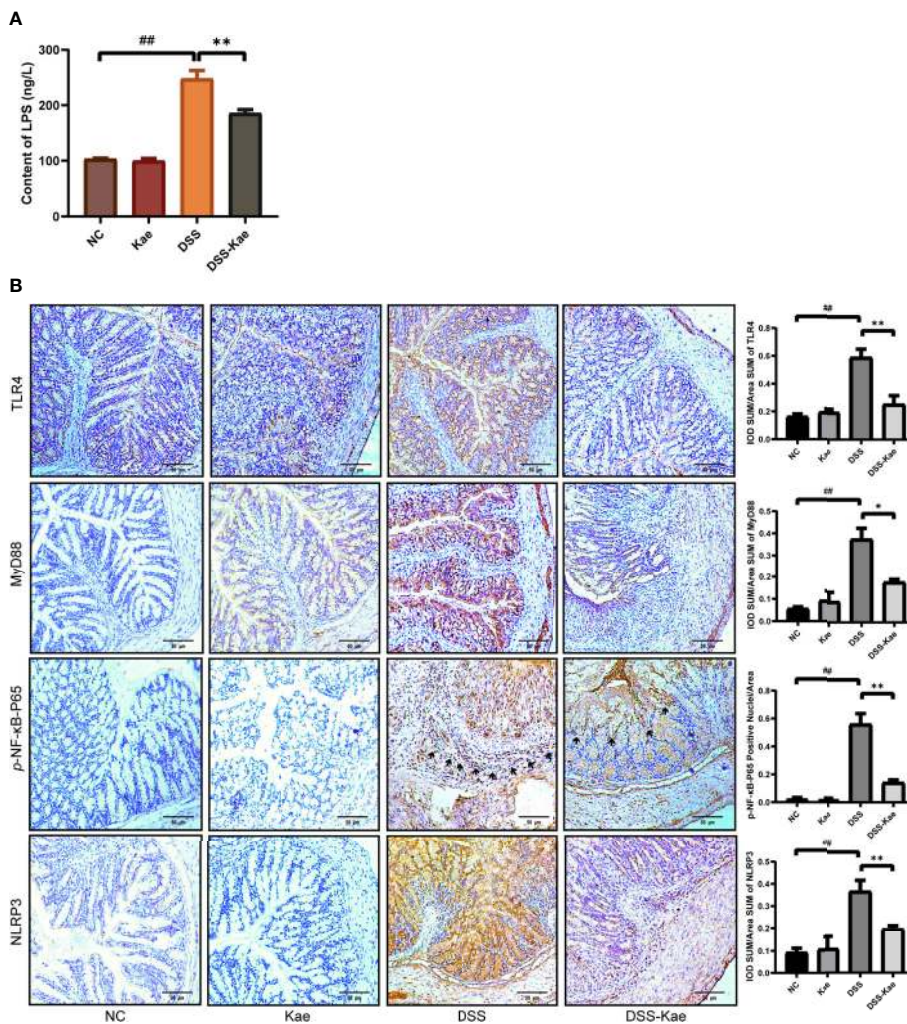 A
##
**
300
200
100
0
Content of LPS (ng/L)
NC
Kae
DSS
DSS-Kae
B
TLR4
MyD88
p-NF-κB-P65
NLRP3
NC
Kae
DSS
DSS-Kae
##
**
0.8
0.6
0.4
0.2
0.0
IOD SUM/Area SUM of TLR4
NC
Kae
DSS
DSS-Kae
##
*
0.5
0.4
0.3
0.2
0.1
0.0
IOD SUM/Area SUM of MyD88
NC
Kae
DSS
DSS-Kae
##
**
0.8
0.6
0.4
0.2
0.0
p-NF-κB-P65 Positive Nuclei/Area
NC
Kae
DSS
DSS-Kae
##
**
0.5
0.4
0.3
0.2
0.1
0.0
IOD SUM/Area SUM of NLRP3
NC
Kae
DSS
DSS-Kae